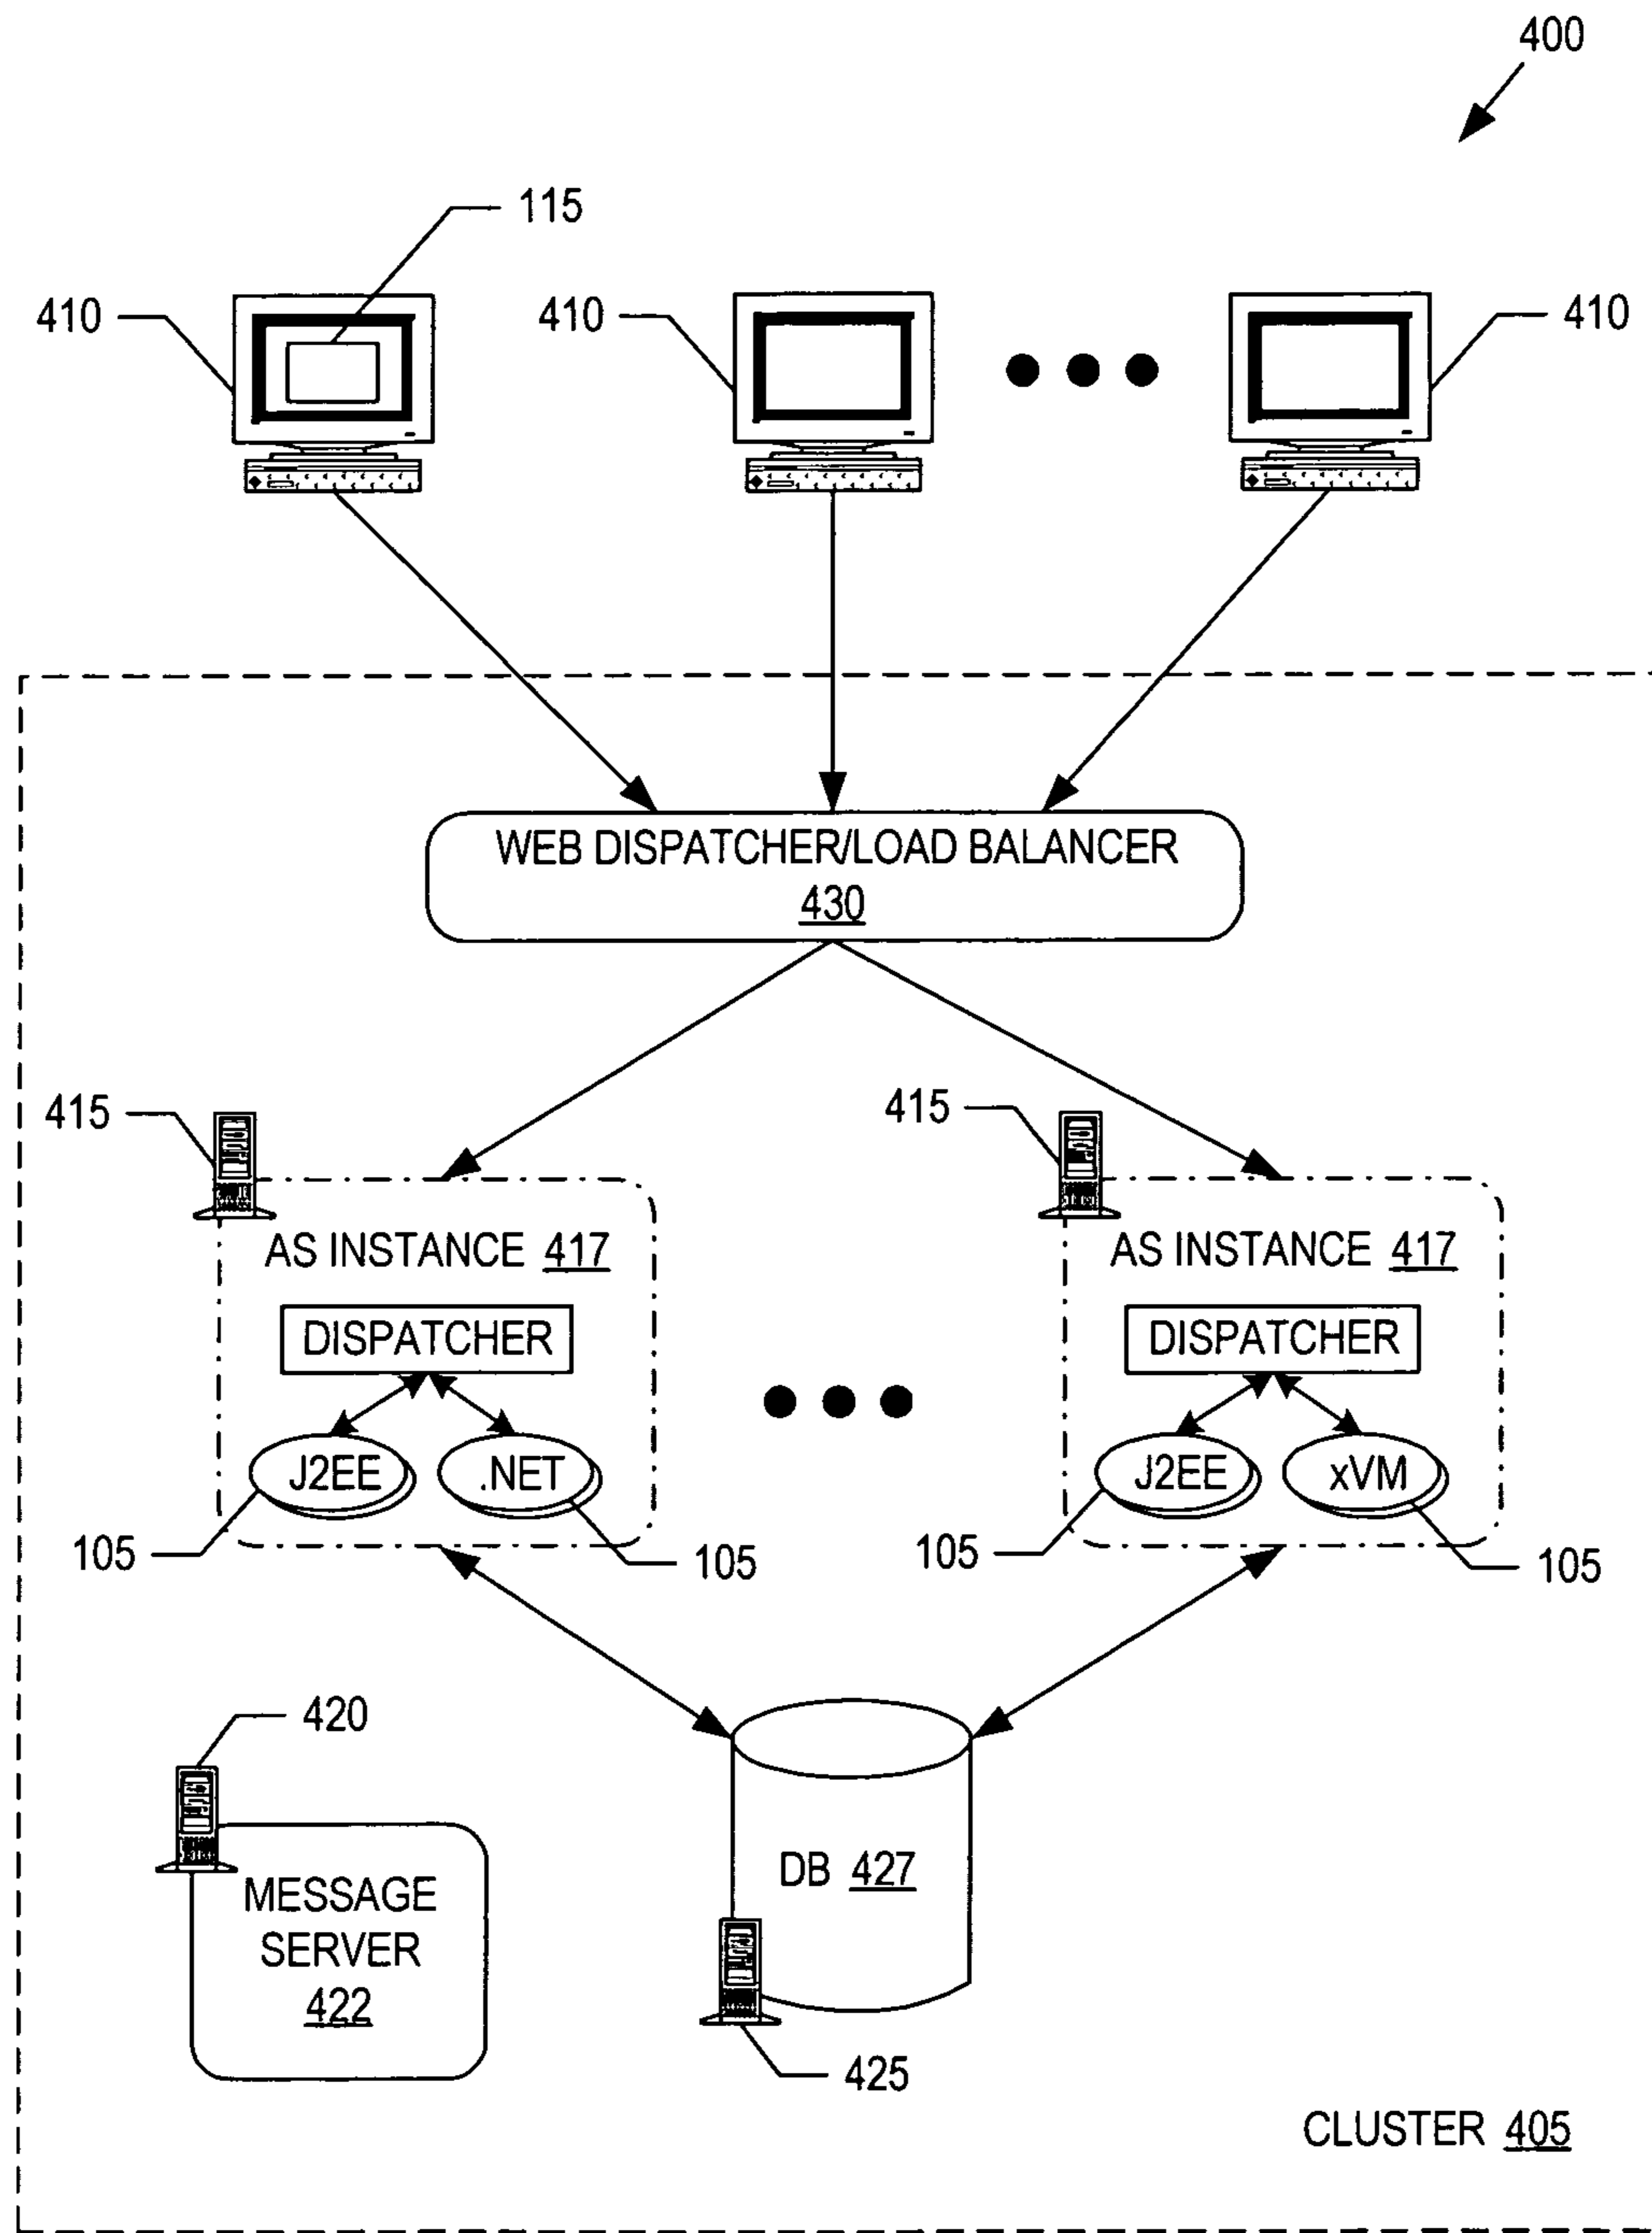 400
115
410
410
410
WEB DISPATCHER/LOAD BALANCER
430
415
415
AS INSTANCE 417
AS INSTANCE 417
DISPATCHER
DISPATCHER
J2EE
.NET
J2EE
xVM
105
105
105
105
420
MESSAGE
SERVER
422
DB 427
425
CLUSTER 405